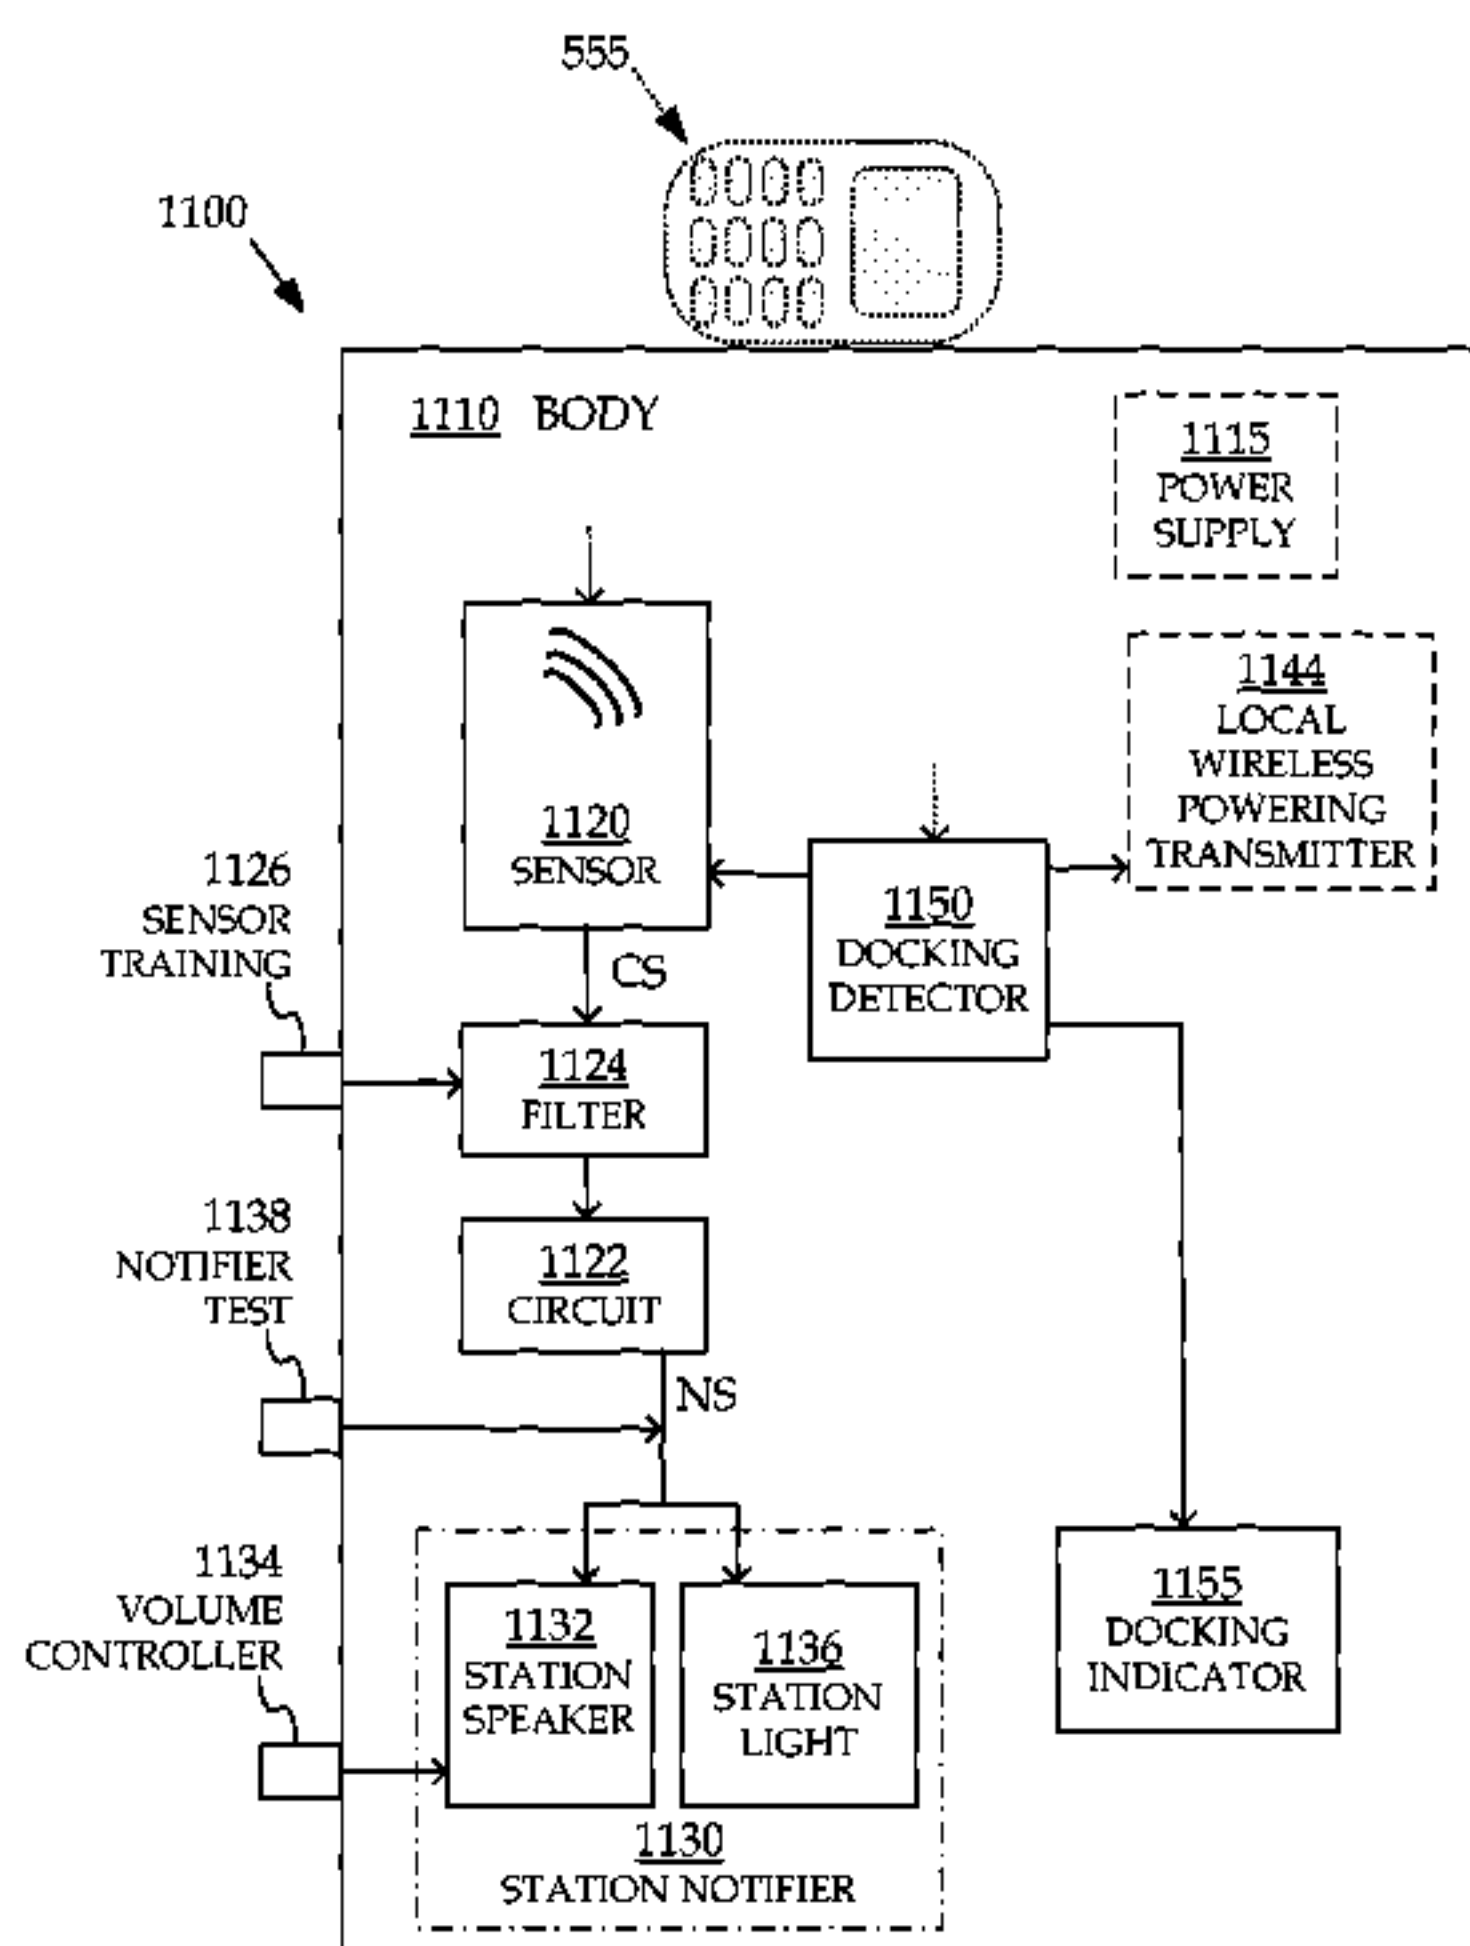 555
1100
1110 BODY
1115
POWER
SUPPLY
1144
LOCAL
WIRELESS
POWERING
TRANSMITTER
1120
SENSOR
1150
DOCKING
DETECTOR
1126
SENSOR
TRAINING
CS
1124
FILTER
1138
NOTIFIER
TEST
1122
CIRCUIT
NS
1134
VOLUME
CONTROLLER
1132
STATION
SPEAKER
1136
STATION
LIGHT
1155
DOCKING
INDICATOR
1130
STATION NOTIFIER